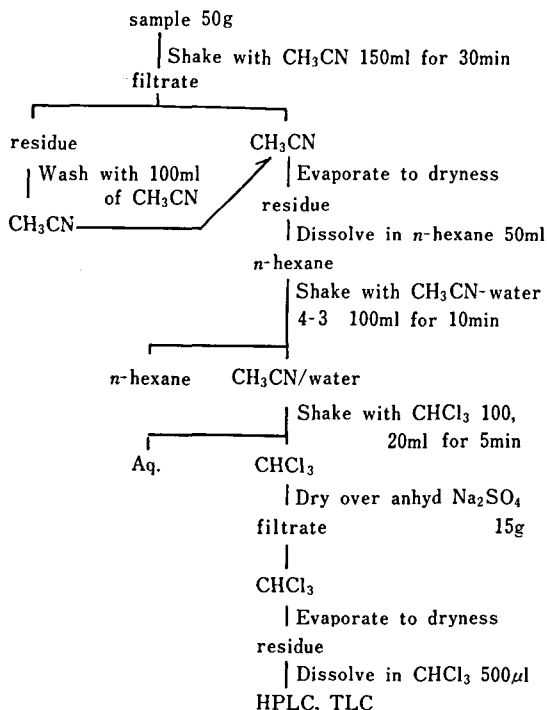 sample 50g
Shake with CH₃CN 150ml for 30min
filtrate
residue CH₃CN
Wash with 100ml Evaporate to dryness
of CH₃CN residue
CH₃CN Dissolve in n-hexane 50ml
n-hexane
Shake with CH₃CN-water
4-3 100ml for 10min
n-hexane CH₃CN/water
Shake with CHCl₃ 100,
20ml for 5min
Aq. CHCl₃
Dry over anhyd Na₂SO₄
filtrate 15g
CHCl₃
Evaporate to dryness
residue
Dissolve in CHCl₃ 500μl
HPLC, TLC